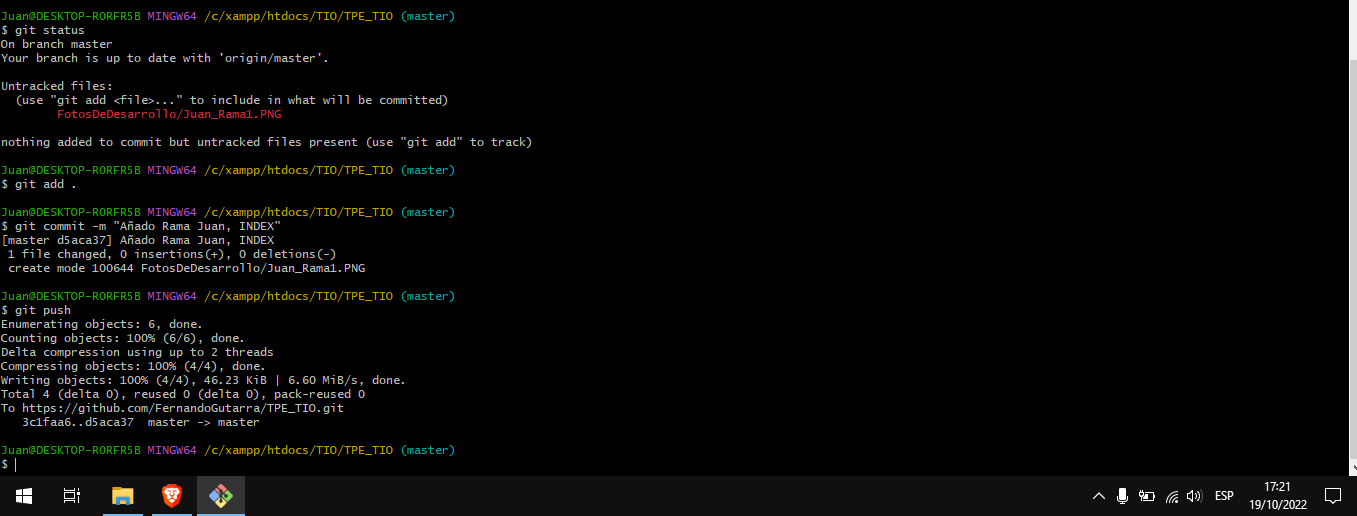 Juan@DESKTOP-RORFR5B MINGW64 /c/xampp/htdocs/TIO/TPE_TIO (master)
$ git status
On branch master
Your branch is up to date with 'origin/master'.
Untracked files:
(use "git add <file>..." to include in what will be committed)
FotosDeDesarrollo/Juan_Rama1.PNG
nothing added to commit but untracked files present (use "git add" to track)
Juan@DESKTOP-RORFR5B MINGW64 /c/xampp/htdocs/TIO/TPE_TIO (master)
$ git add .
Juan@DESKTOP-RORFR5B MINGW64 /c/xampp/htdocs/TIO/TPE_TIO (master)
$ git commit -m "Añado Rama Juan, INDEX"
[master d5aca37] Añado Rama Juan, INDEX
1 file changed, 0 insertions(+), 0 deletions(-)
create mode 100644 FotosDeDesarrollo/Juan_Rama1.PNG
Juan@DESKTOP-RORFR5B MINGW64 /c/xampp/htdocs/TIO/TPE_TIO (master)
$ git push
Enumerating objects: 6, done.
Counting objects: 100% (6/6), done.
Delta compression using up to 2 threads
Compressing objects: 100% (4/4), done.
Writing objects: 100% (4/4), 46.23 KiB | 6.60 MiB/s, done.
Total 4 (delta 0), reused 0 (delta 0), pack-reused 0
To https://github.com/FernandoGutarra/TPE_TIO.git
3c1faa6..d5aca37  master -> master
Juan@DESKTOP-RORFR5B MINGW64 /c/xampp/htdocs/TIO/TPE_TIO (master)
$
ESP
17:21
19/10/2022